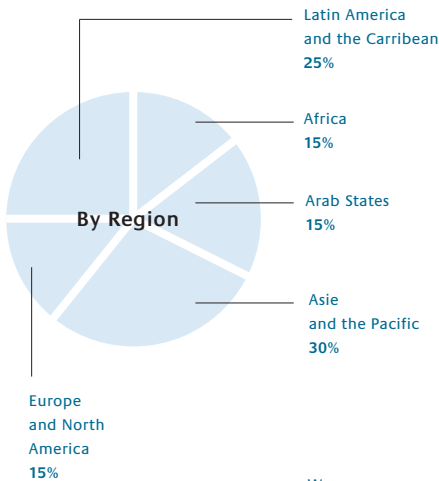 Latin America
and the Carribean
25%
Africa
15%
By Region
Arab States
15%
Asie
and the Pacific
30%
Europe
and North
America
15%